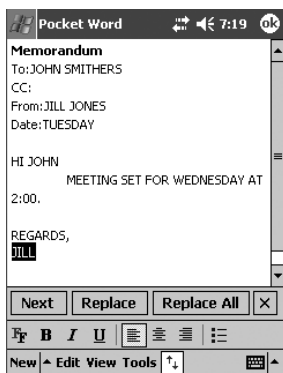 Pocket Word 7:19 ok
Memorandum
To:JOHN SMITHERS
CC:
From:JILL JONES
Date:TUESDAY
HI JOHN
MEETING SET FOR WEDNESDAY AT
2:00.
REGARDS,
JILL
Next Replace Replace All X
FF B I U
New Edit View Tools